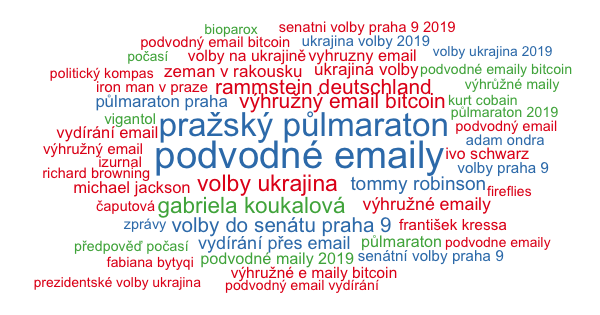 bioparox senatni volby praha 9 2019
podvodný email bitcoin ukrajina volby 2019
počasí volby na ukrajině vyhruzny email volby ukrajina 2019
politický kompas zeman v rakousku ukrajina volby podvodné emaily bitcoin
iron man v praze rammstein deutschland výhrůžné maily
půlmaraton praha výhružný email bitcoin kurt cobain
vigantol půlmaraton 2019
vydírání email pražský půlmaraton podvodný email
adam ondra
výhružný email podvodné emaily ivo schwarz
izurnal volby praha 9
richard browning
michael jackson volby ukrajina tommy robinson fireflies
čaputová gabriela koukalová výhružné emaily
zprávy volby do senátu praha 9 františek kressa
předpověď počasí vydírání přes email půlmaraton podvodne emaily
fabiana bytyqi podvodné maily 2019 senátní volby praha 9
výhružné e maily bitcoin
prezidentské volby ukrajina podvodný email vydírání